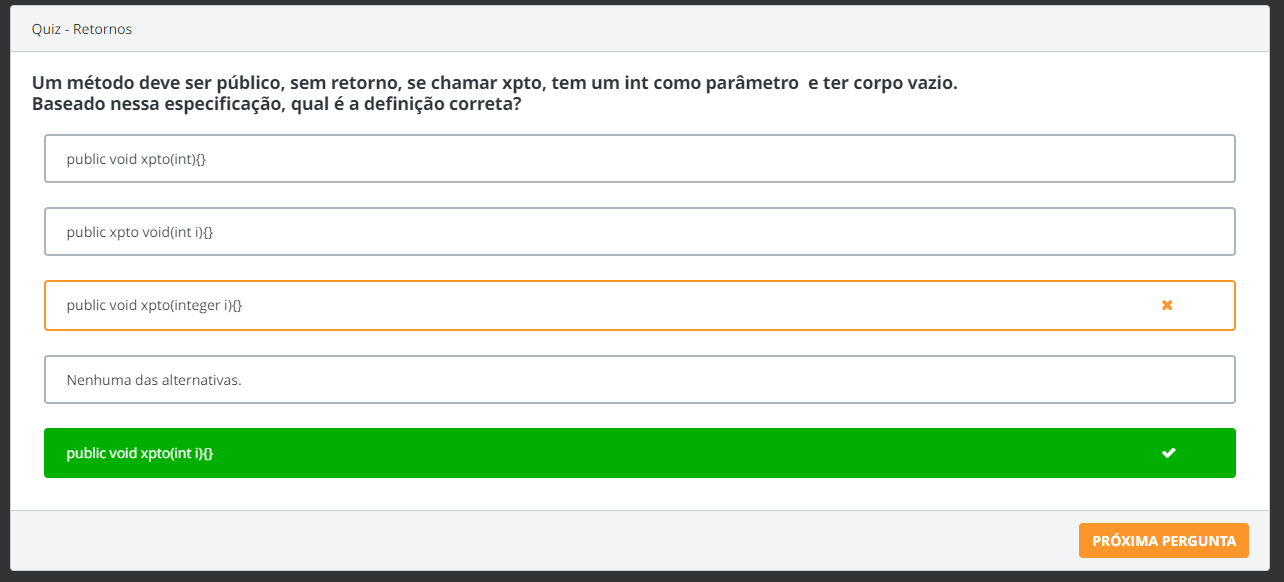 Quiz - Retornos
Um método deve ser público, sem retorno, se chamar xpto, tem um int como parâmetro  e ter corpo vazio.
Baseado nessa especificação, qual é a definição correta?
public void xpto(int){}
public xpto void(int i){}
public void xpto(integer i){}
Nenhuma das alternativas.
public void xpto(int i){}
PRÓXIMA PERGUNTA